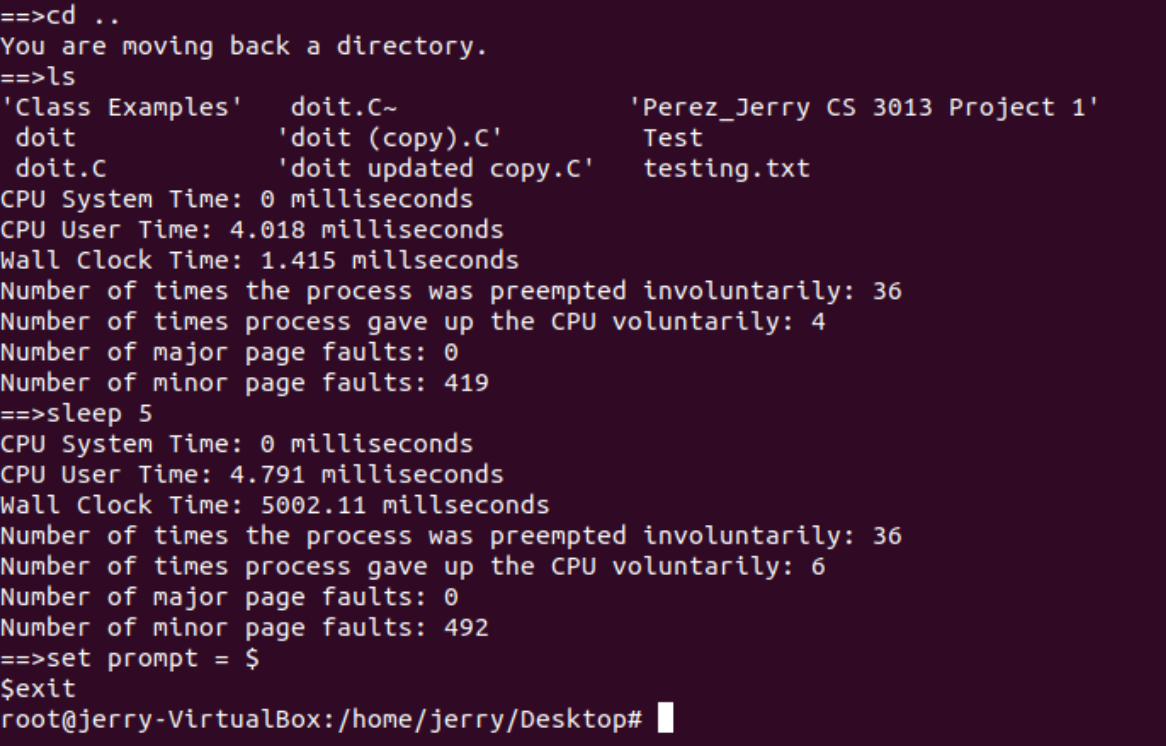 ==>cd ..
You are moving back a directory.
==>ls
'Class Examples'   doit.C~               'Perez_Jerry CS 3013 Project 1'
 doit             'doit (copy).C'         Test
 doit.C           'doit updated copy.C'   testing.txt
CPU System Time: 0 milliseconds
CPU User Time: 4.018 milliseconds
Wall Clock Time: 1.415 millseconds
Number of times the process was preempted involuntarily: 36
Number of times process gave up the CPU voluntarily: 4
Number of major page faults: 0
Number of minor page faults: 419
==>sleep 5
CPU System Time: 0 milliseconds
CPU User Time: 4.791 milliseconds
Wall Clock Time: 5002.11 millseconds
Number of times the process was preempted involuntarily: 36
Number of times process gave up the CPU voluntarily: 6
Number of major page faults: 0
Number of minor page faults: 492
==>set prompt = $
$exit
root@jerry-VirtualBox:/home/jerry/Desktop#